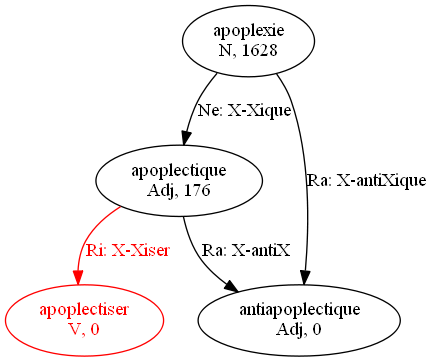 apoplexie
N, 1628
Ne: X-Xique
apoplectique
Adj, 176
Ra: X-antiXique
Ri: X-Xiser
Ra: X-antiX
apoplectiser
V, 0
antiapoplectique
Adj, 0